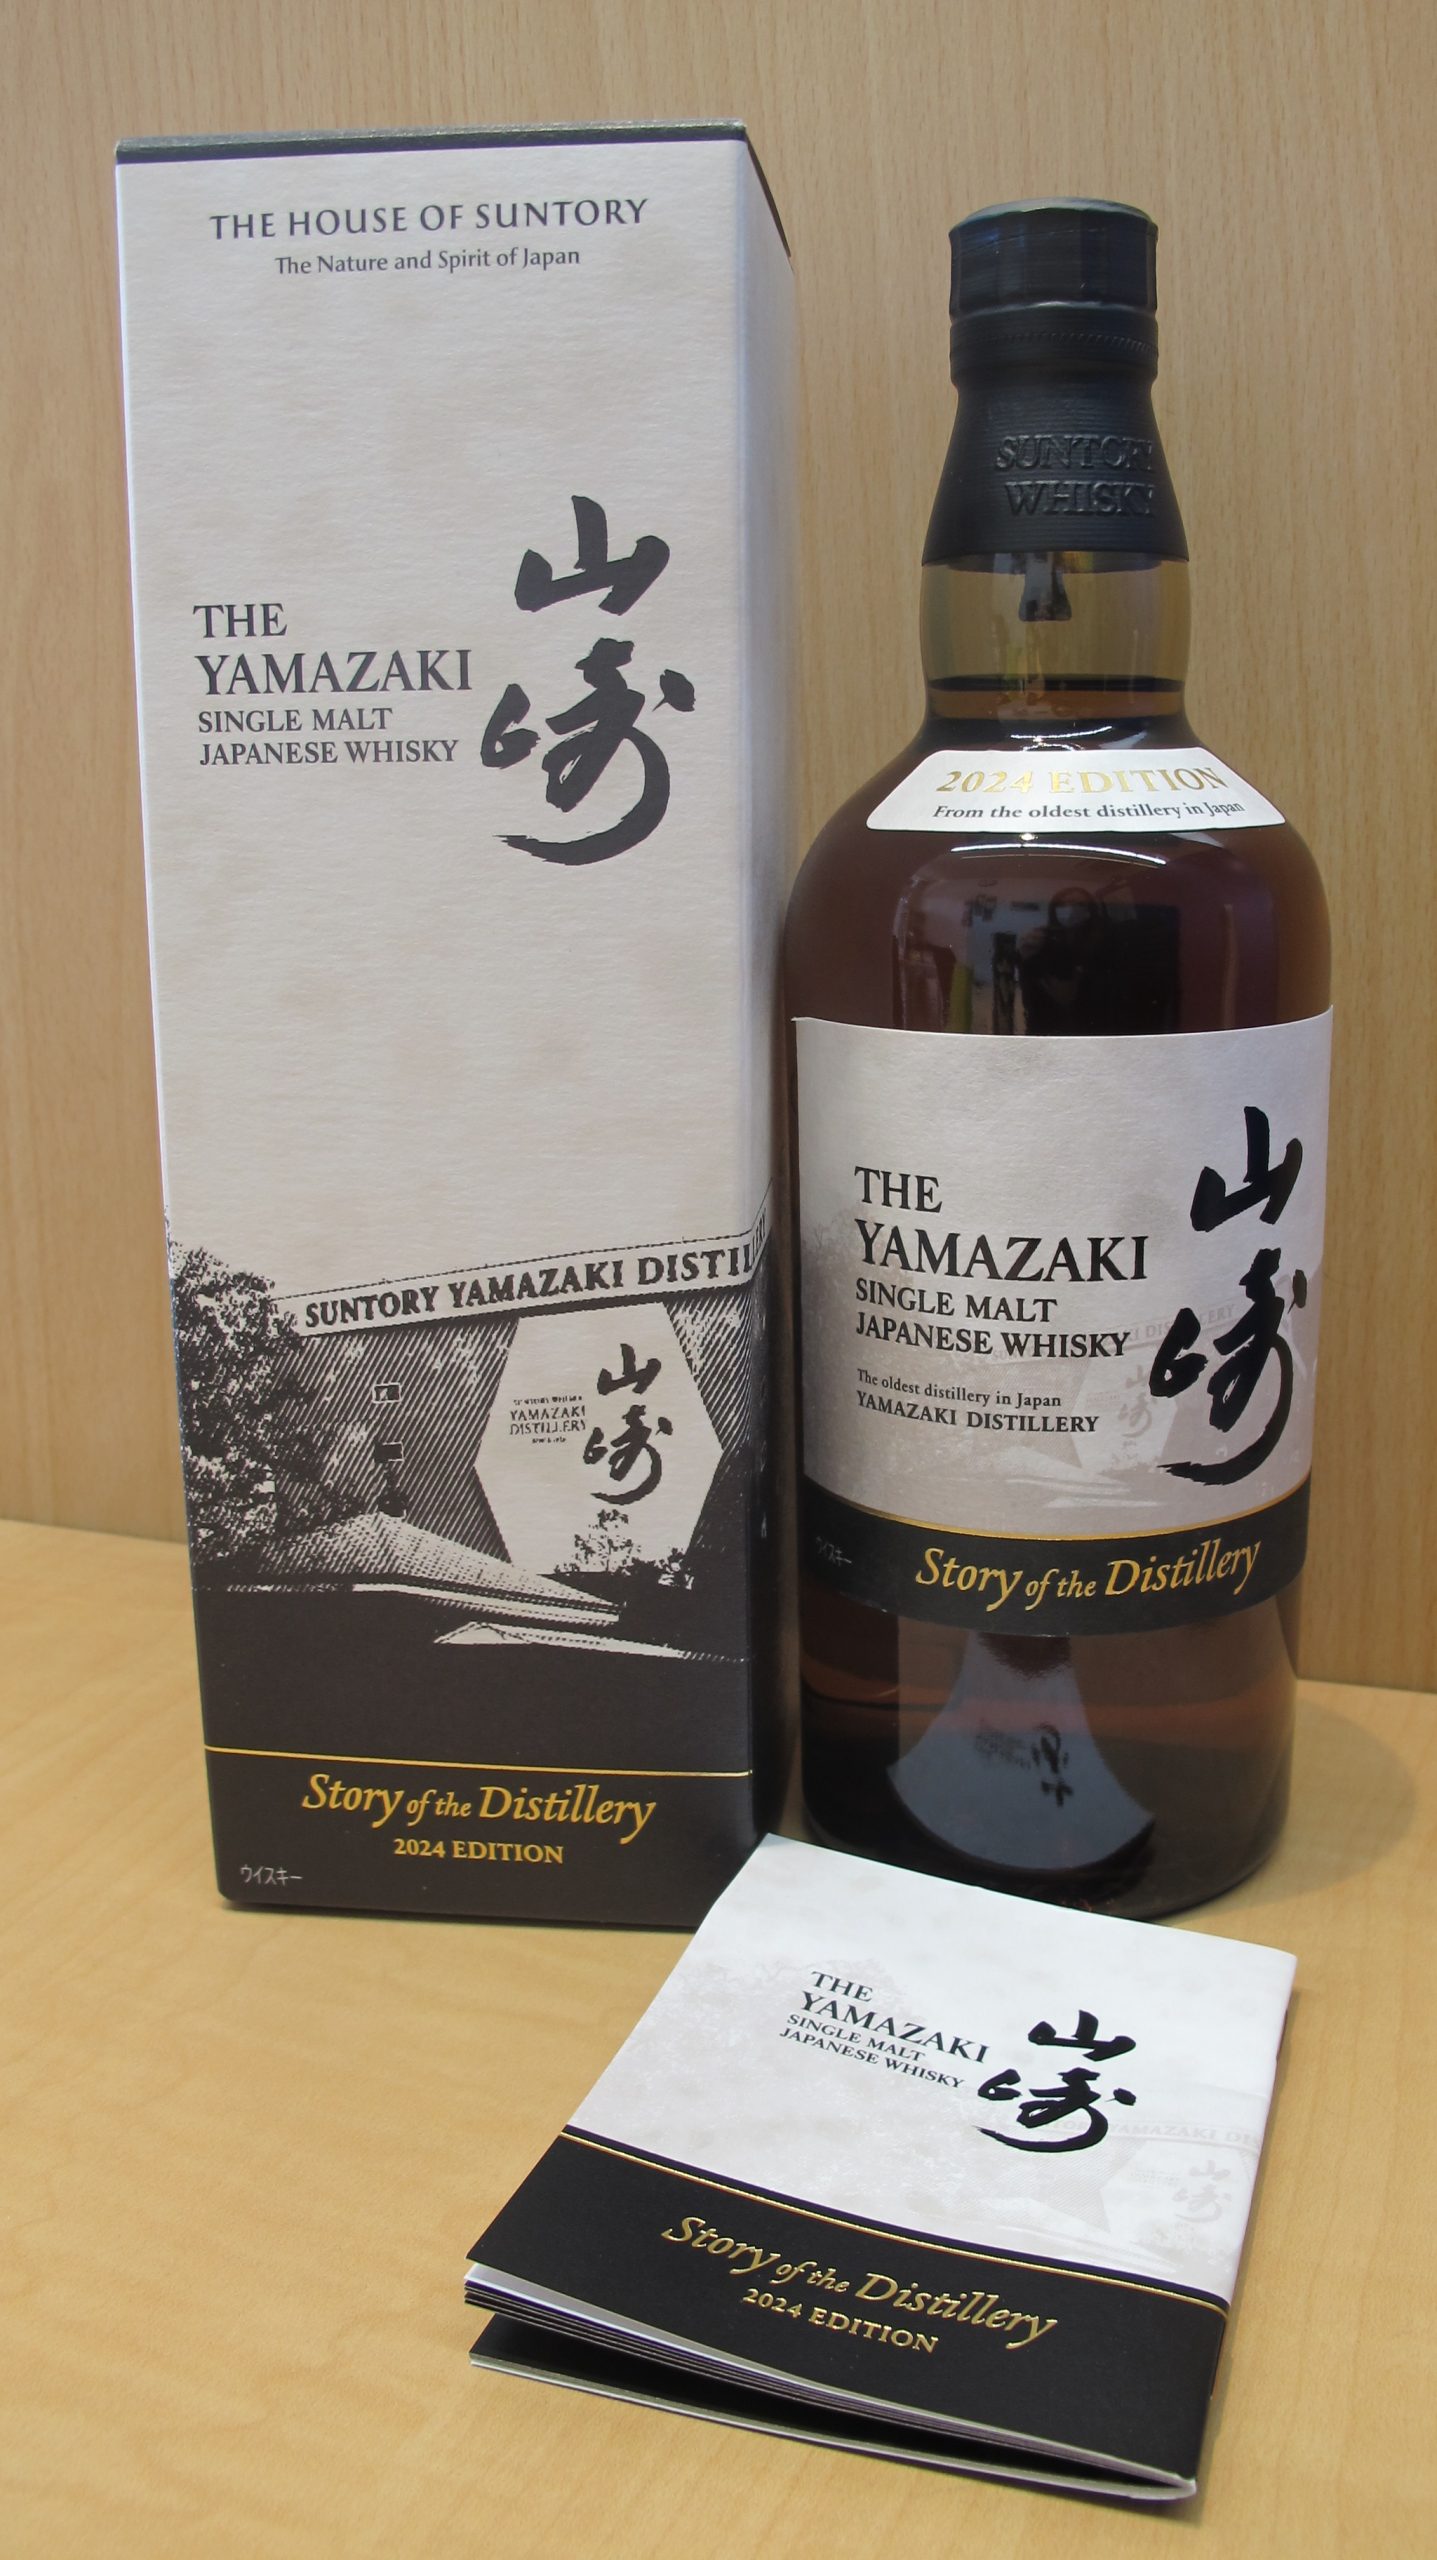 THE HOUSE OF SUNTORY
The Nature and Spirit of Japan
THE
YAMAZAKI
SINGLE MALT
JAPANESE WHISKY
山崎
SUNTORY YAMAZAKI DISTILLERY
YAMAZAKI
DISTILLERY
山崎
Story of the Distillery
2024 EDITION
ウイスキー
SUNTORY
WHISKY
2024 EDITION
From the oldest distillery in Japan
THE
YAMAZAKI
SINGLE MALT
JAPANESE WHISKY
山崎
The oldest distillery in Japan
YAMAZAKI DISTILLERY
ウイスキー
Story of the Distillery
THE
YAMAZAKI
SINGLE MALT
JAPANESE WHISKY
山崎
YAMAZAKI DIS
山崎
Story of the Distillery
2024 EDITION